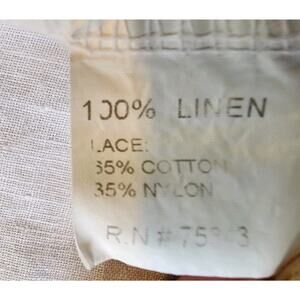 100% LINEN
LACE:
65% COTTON
35% NYLON